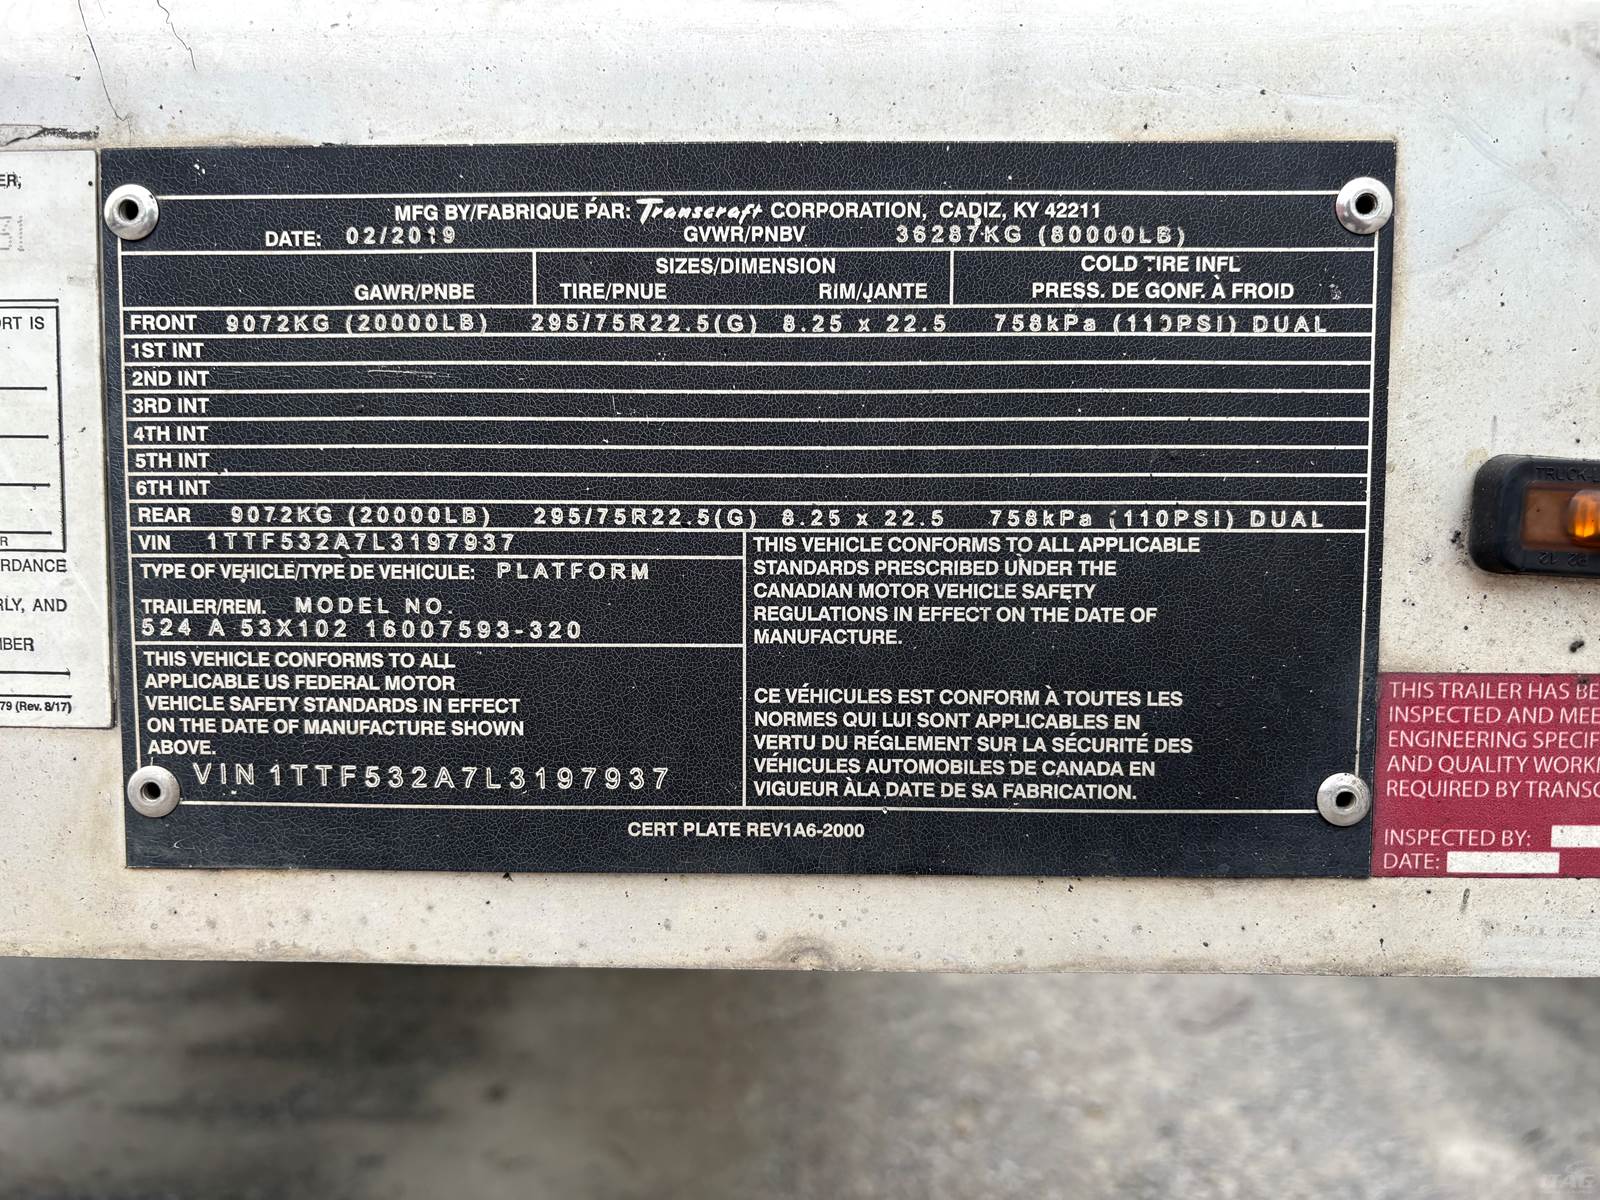 MFG BY/FABRIQUE PAR: Transcraft CORPORATION, CADIZ, KY 42211
DATE: 02/2019 GVWR/PNBV 36287KG (80000LB)
SIZES/DIMENSION COLD TIRE INFL
GAWR/PNBE TIRE/PNUE RIM/JANTE PRESS. DE GONF. À FROID
FRONT 9072KG (20000LB) 295/75R22.5(G) 8.25 x 22.5 758kPa (110PSI) DUAL
1ST INT
2ND INT
3RD INT
4TH INT
5TH INT
6TH INT
REAR 9072KG (20000LB) 295/75R22.5(G) 8.25 x 22.5 758kPa (110PSI) DUAL
VIN 1TTF532A7L3197937
TYPE OF VEHICLE/TYPE DE VEHICULE: PLATFORM
TRAILER/REM. MODEL NO.
524 A 53X102 16007593-320
THIS VEHICLE CONFORMS TO ALL
APPLICABLE US FEDERAL MOTOR
VEHICLE SAFETY STANDARDS IN EFFECT
ON THE DATE OF MANUFACTURE SHOWN
ABOVE.
VIN 1TTF532A7L3197937
THIS VEHICLE CONFORMS TO ALL APPLICABLE
STANDARDS PRESCRIBED UNDER THE
CANADIAN MOTOR VEHICLE SAFETY
REGULATIONS IN EFFECT ON THE DATE OF
MANUFACTURE.
CE VÉHICULES EST CONFORM À TOUTES LES
NORMES QUI LUI SONT APPLICABLES EN
VERTU DU RÉGLEMENT SUR LA SÉCURITÉ DES
VÉHICULES AUTOMOBILES DE CANADA EN
VIGUEUR ÀLA DATE DE SA FABRICATION.
CERT PLATE REV1A6-2000
ER,
31
ORT IS
R
RDANCE
RLY, AND
BER
79 (Rev. 8/17)
THIS TRAILER HAS BE
INSPECTED AND MEE
ENGINEERING SPECIF
AND QUALITY WORK
REQUIRED BY TRANSC
INSPECTED BY:
DATE:
TRUCK-L